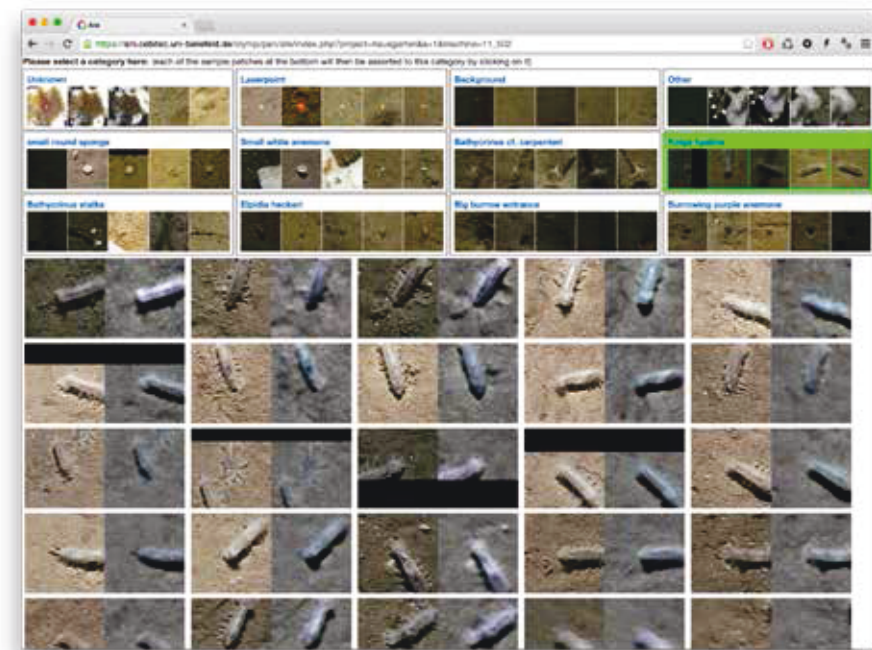 Please select a category here: (each of the sample patches at the bottom will then be assorted to this category by clicking on it)
Unknown
Laserpoint
Background
Other
small round sponge
Small white anemone
Bathycrinus cf. carpenteri
Kolga hyalina
Bathycrinus stalks
Elpidia heckeri
Big burrow entrance
Burrowing purple anemone